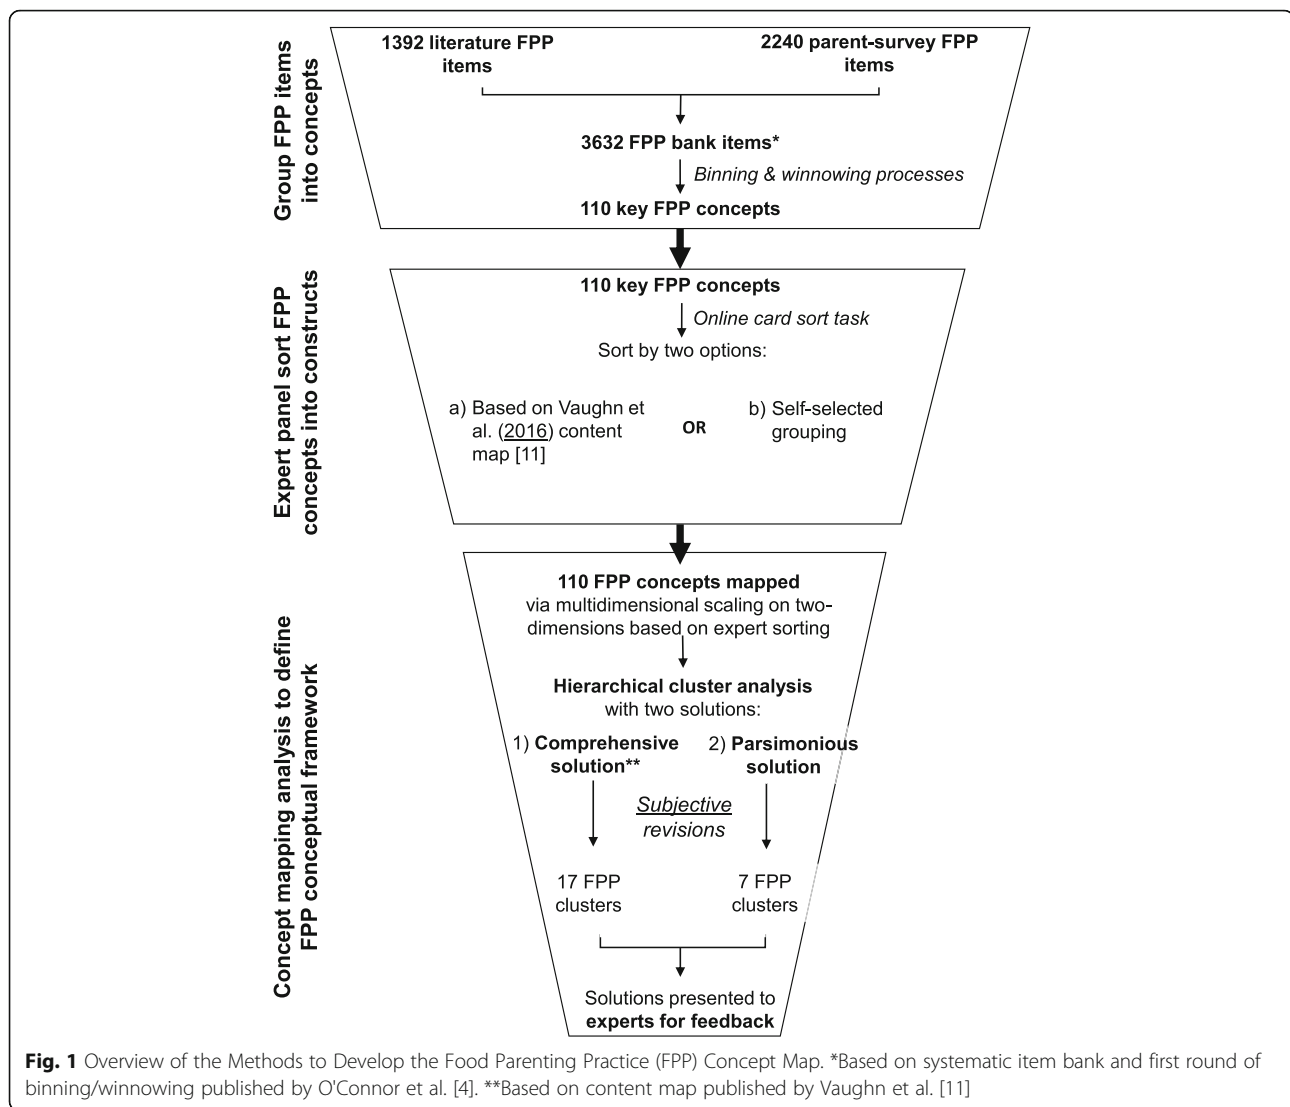 Group FPP items
into concepts
1392 literature FPP
items
2240 parent-survey FPP
items
3632 FPP bank items*
Binning & winnowing processes
110 key FPP concepts
Expert panel sort FPP
concepts into constructs
110 key FPP concepts
Online card sort task
Sort by two options:
a) Based on Vaughn et
al. (2016) content
map [11]
OR
b) Self-selected
grouping
Concept mapping analysis to define
FPP conceptual framework
110 FPP concepts mapped
via multidimensional scaling on two-
dimensions based on expert sorting
Hierarchical cluster analysis
with two solutions:
1) Comprehensive
solution**
2) Parsimonious
solution
Subjective
revisions
17 FPP
clusters
7 FPP
clusters
Solutions presented to
experts for feedback
Fig. 1 Overview of the Methods to Develop the Food Parenting Practice (FPP) Concept Map. *Based on systematic item bank and first round of
binning/winnowing published by O'Connor et al. [4]. **Based on content map published by Vaughn et al. [11]